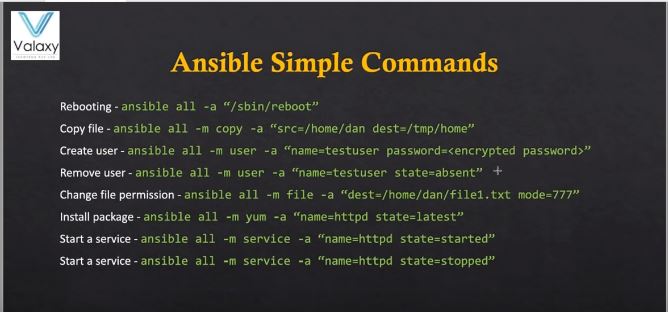 Valaxy
Ansible Simple Commands
Rebooting - ansible all -a “/sbin/reboot”
Copy file - ansible all -m copy -a “src=/home/dan dest=/tmp/home”
Create user - ansible all -m user -a “name=testuser password=<encrypted password>”
Remove user - ansible all -m user -a “name=testuser state=absent”
Change file permission - ansible all -m file -a “dest=/home/dan/file1.txt mode=777”
Install package - ansible all -m yum -a “name=httpd state=latest”
Start a service - ansible all -m service -a “name=httpd state=started”
Start a service - ansible all -m service -a “name=httpd state=stopped”